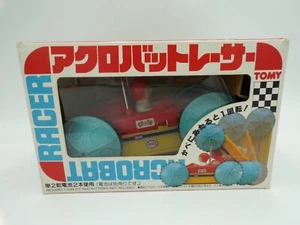 アクロバットレーサー
TOMY
RACER
ACROBAT
かべにあたると1回転!
単2乾電池2本使用(電池は別売りです。)